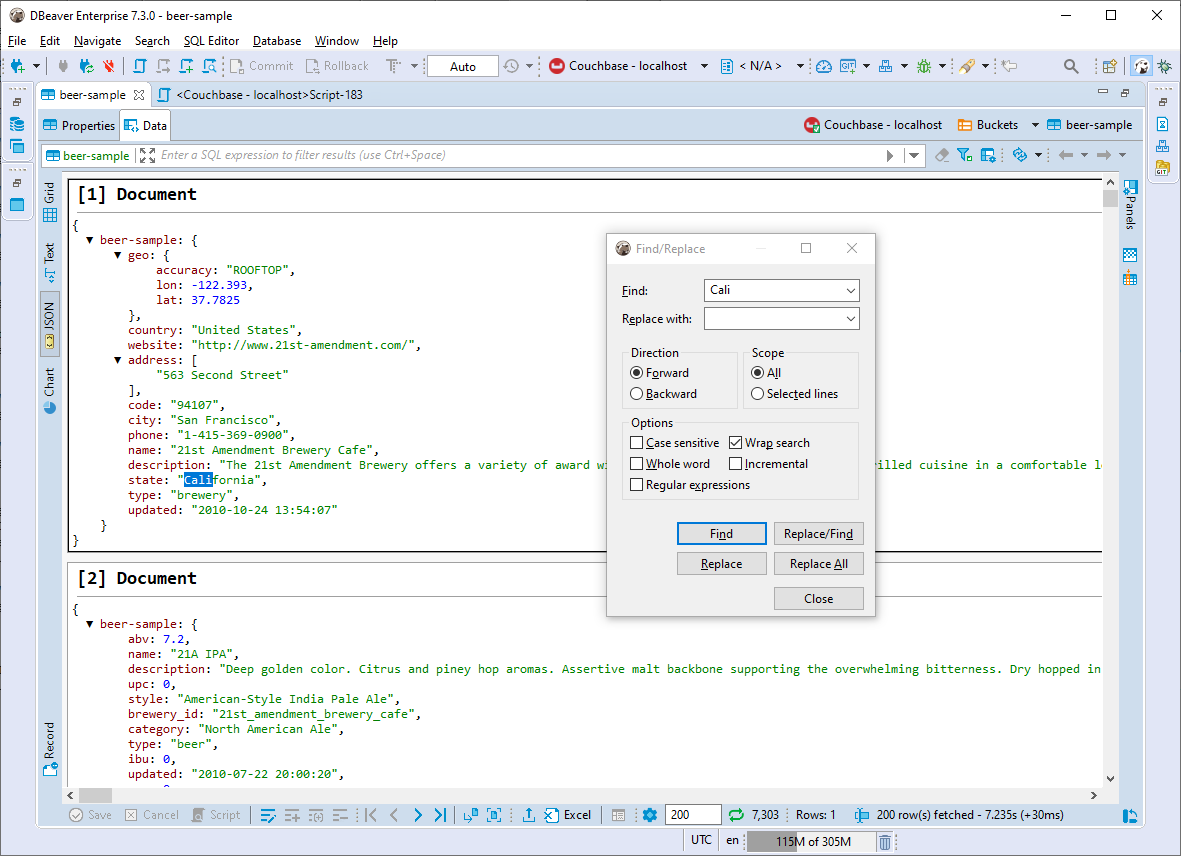 DBeaver Enterprise 7.3.0 - beer-sample
File Edit Navigate Search SQL Editor Database Window Help
Commit Rollback Auto Couchbase - localhost < N/A >
beer-sample <Couchbase - localhost>Script-183
Properties Data Couchbase - localhost Buckets beer-sample
beer-sample Enter a SQL expression to filter results (use Ctrl+Space)
Grid
Text
JSON
Chart
Record
Panels
GIT
[1] Document
{
beer-sample: {
geo: {
accuracy: "ROOFTOP",
lon: -122.393,
lat: 37.7825
},
country: "United States",
website: "http://www.21st-amendment.com/",
address: [
"563 Second Street"
],
code: "94107",
city: "San Francisco",
phone: "1-415-369-0900",
name: "21st Amendment Brewery Cafe",
description: "The 21st Amendment Brewery offers a variety of award wi rilled cuisine in a comfortable l
state: "California",
type: "brewery",
updated: "2010-10-24 13:54:07"
}
}
[2] Document
{
beer-sample: {
abv: 7.2,
name: "21A IPA",
description: "Deep golden color. Citrus and piney hop aromas. Assertive malt backbone supporting the overwhelming bitterness. Dry hopped in
upc: 0,
style: "American-Style India Pale Ale",
brewery_id: "21st_amendment_brewery_cafe",
category: "North American Ale",
type: "beer",
ibu: 0,
updated: "2010-07-22 20:00:20",
Find/Replace
Find: Cali
Replace with:
Direction Scope
Forward All
Backward Selected lines
Options
Case sensitive Wrap search
Whole word Incremental
Regular expressions
Find Replace/Find
Replace Replace All
Close
Save Cancel Script Excel 200 7,303 Rows: 1 200 row(s) fetched - 7.235s (+30ms)
UTC en 115M of 305M